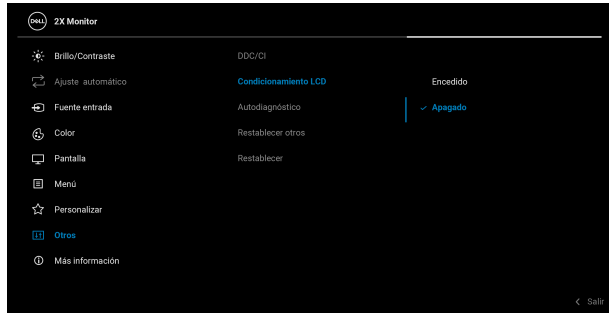 DELL 2X Monitor
Brillo/Contraste
Ajuste automático
Fuente entrada
Color
Pantalla
Menú
Personalizar
Otros
Más información
DDC/CI
Condicionamiento LCD
Autodiagnóstico
Restablecer otros
Restablecer
Encedido
Apagado
Salir